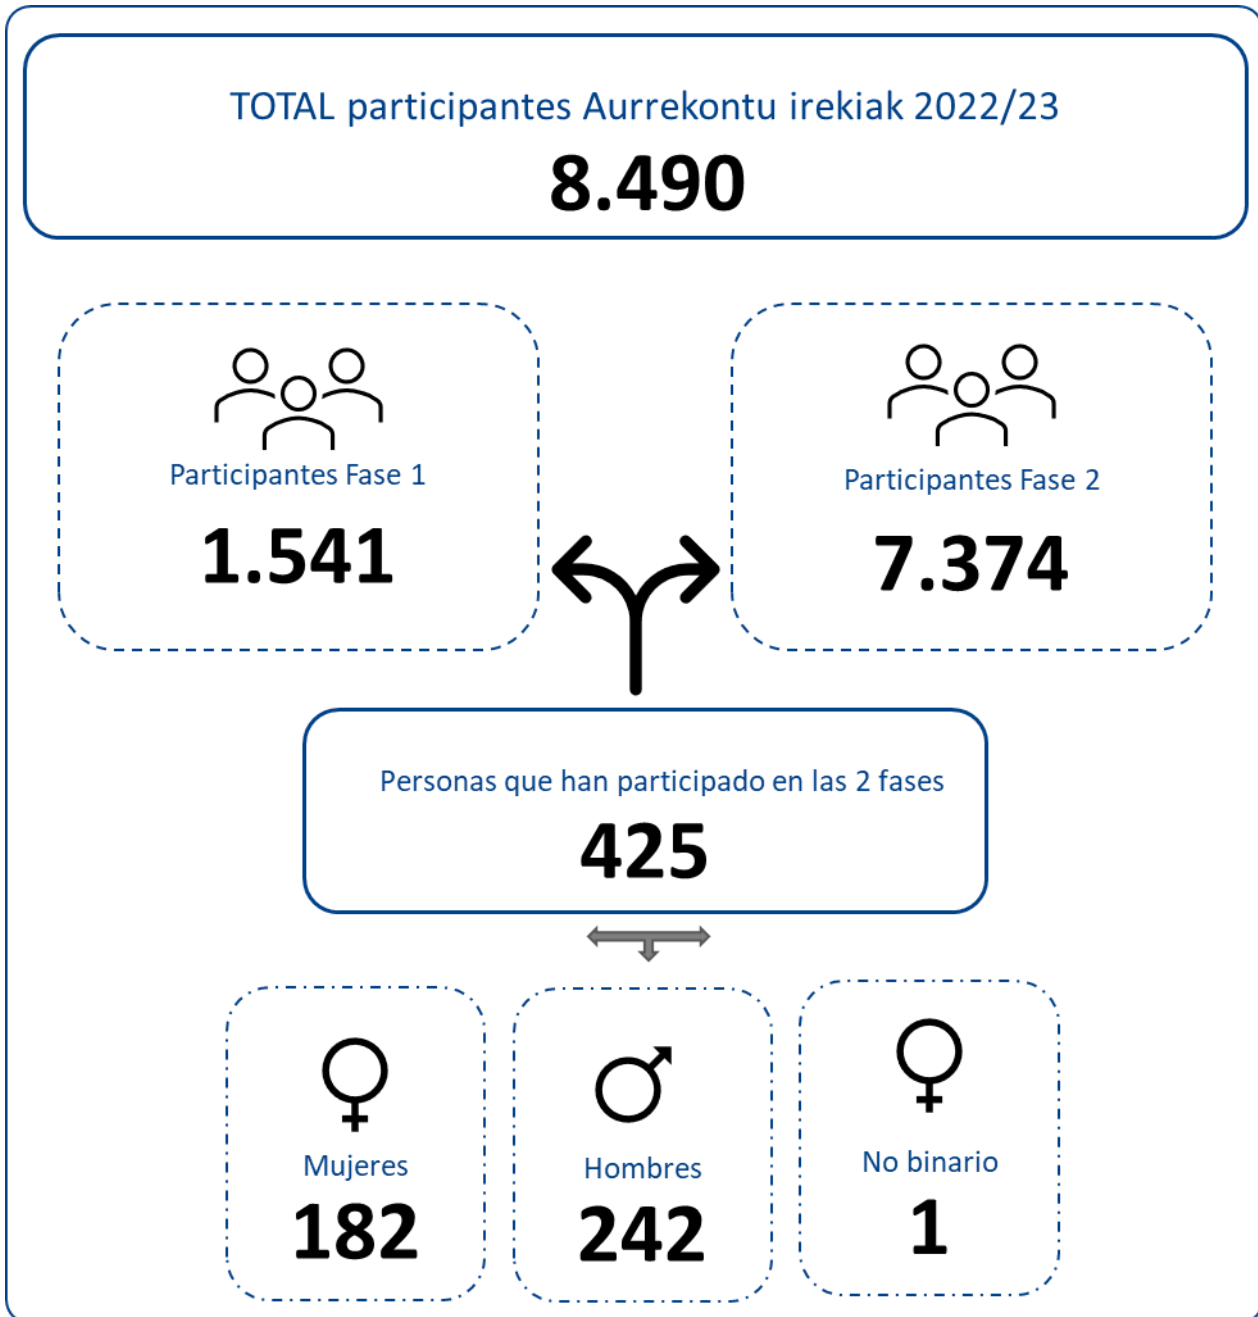 TOTAL participantes Aurrekontu irekiak 2022/23
8.490
Participantes Fase 1
1.541
Participantes Fase 2
7.374
Personas que han participado en las 2 fases
425
Mujeres
182
Hombres
242
No binario
1